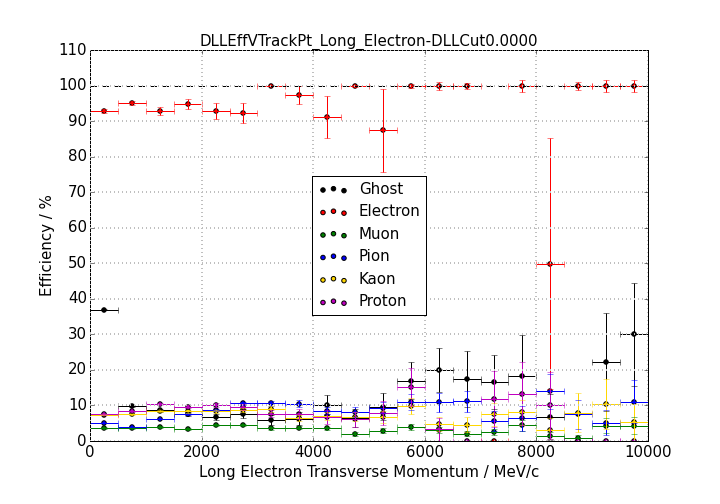 DLLEffVTrackPt_Long_Electron-DLLCut0.0000
110
100
90
80
70
60
50
40
30
20
10
0
Efficiency / %
Ghost
Electron
Muon
Pion
Kaon
Proton
0 2000 4000 6000 8000 10000
Long Electron Transverse Momentum / MeV/c